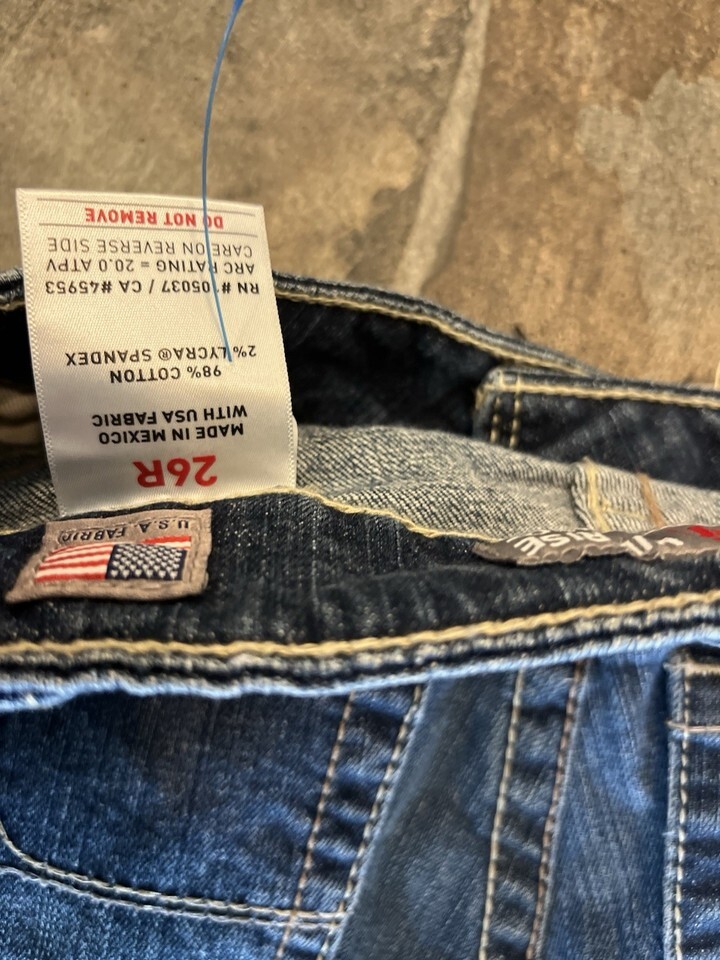 26R
MADE IN MEXICO
WITH USA FABRIC
98% COTTON
2% LYCRA® SPANDEX
RN # 105037 / CA #45953
ARC RATING = 20.0 ATPV
CARE ON REVERSE SIDE
DO NOT REMOVE
U.S.A. FABRIC
RISE